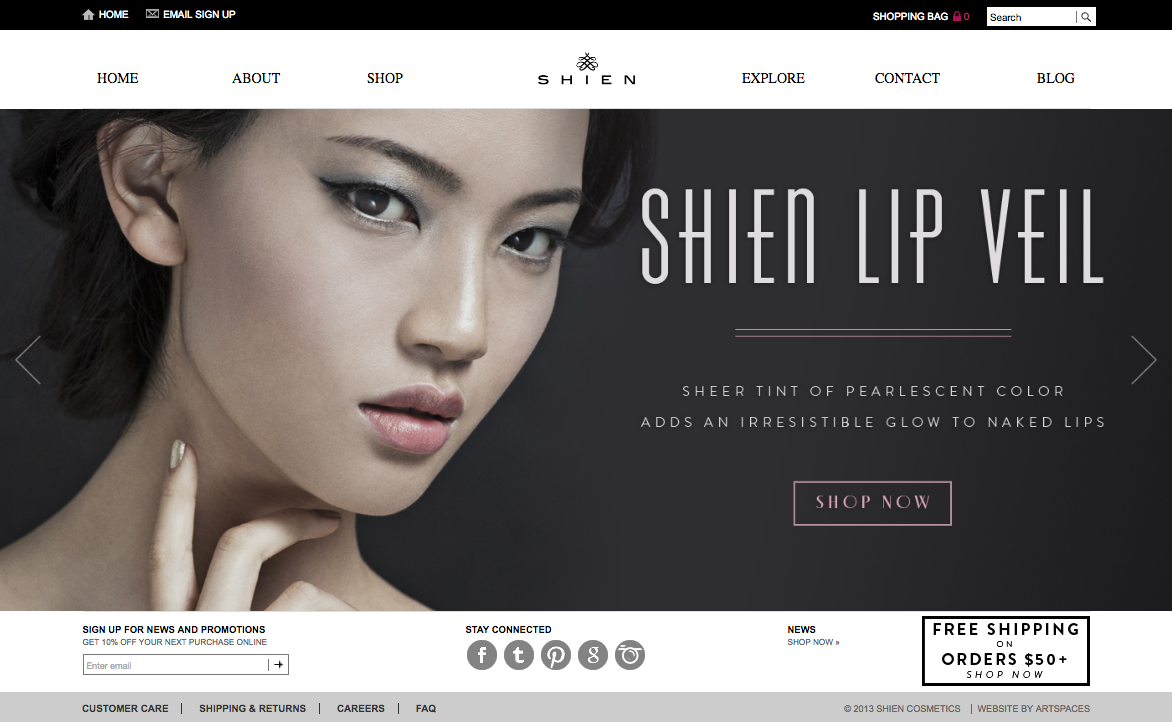 HOME EMAIL SIGN UP SHOPPING BAG 0 Search
HOME ABOUT SHOP SHIEN EXPLORE CONTACT BLOG
SHIEN LIP VEIL
SHEER TINT OF PEARLESCENT COLOR
ADDS AN IRRESISTIBLE GLOW TO NAKED LIPS
SHOP NOW
SIGN UP FOR NEWS AND PROMOTIONS
GET 10% OFF YOUR NEXT PURCHASE ONLINE
Enter email
STAY CONNECTED
f t p g
NEWS
SHOP NOW »
FREE SHIPPING
ON
ORDERS $50+
SHOP NOW
CUSTOMER CARE | SHIPPING & RETURNS | CAREERS | FAQ
© 2013 SHIEN COSMETICS | WEBSITE BY ARTSPACES